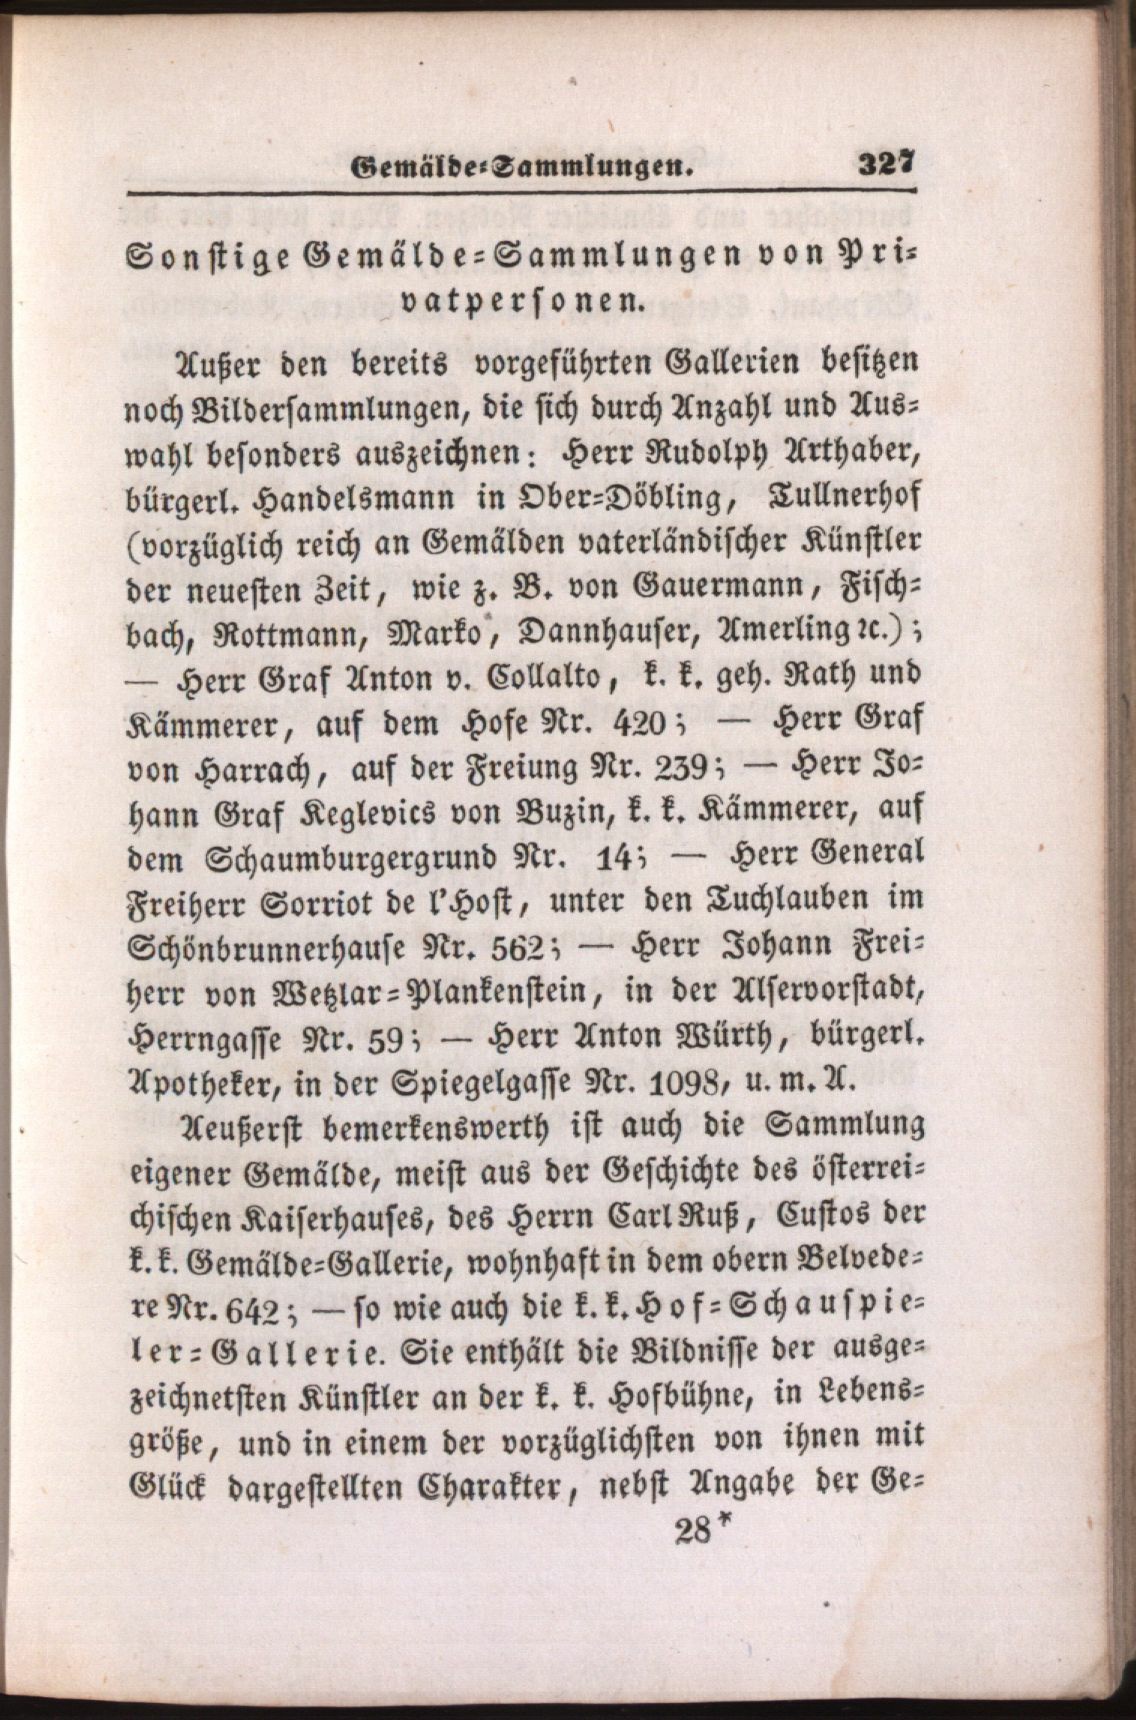 Gemälde-Sammlungen. 327
Sonstige Gemälde-Sammlungen von Pri-
vatpersonen.
Außer den bereits vorgeführten Gallerien besitzen
noch Bildersammlungen, die sich durch Anzahl und Aus-
wahl besonders auszeichnen: Herr Rudolph Arthaber,
bürgerl. Handelsmann in Ober-Döbling, Tullnerhof
(vorzüglich reich an Gemälden vaterländischer Künstler
der neuesten Zeit, wie z. B. von Gauermann, Fisch-
bach, Rottmann, Marko, Dannhauser, Amerling ꝛc.);
— Herr Graf Anton v. Collalto, k. k. geh. Rath und
Kämmerer, auf dem Hofe Nr. 420; — Herr Graf
von Harrach, auf der Freiung Nr. 239; — Herr Jo-
hann Graf Keglevics von Buzin, k. k. Kämmerer, auf
dem Schaumburgergrund Nr. 14; — Herr General
Freiherr Sorriot de l'Host, unter den Tuchlauben im
Schönbrunnerhause Nr. 562; — Herr Johann Frei-
herr von Wetzlar-Plankenstein, in der Alservorstadt,
Herrngasse Nr. 59; — Herr Anton Würth, bürgerl.
Apotheker, in der Spiegelgasse Nr. 1098, u. m. A.
Aeußerst bemerkenswerth ist auch die Sammlung
eigener Gemälde, meist aus der Geschichte des österrei-
chischen Kaiserhauses, des Herrn Carl Ruß, Custos der
k. k. Gemälde-Gallerie, wohnhaft in dem obern Belvede-
re Nr. 642; — so wie auch die k. k. Hof-Schauspie-
ler-Gallerie. Sie enthält die Bildnisse der ausge-
zeichnetsten Künstler an der k. k. Hofbühne, in Lebens-
größe, und in einem der vorzüglichsten von ihnen mit
Glück dargestellten Charakter, nebst Angabe der Ge-
28*